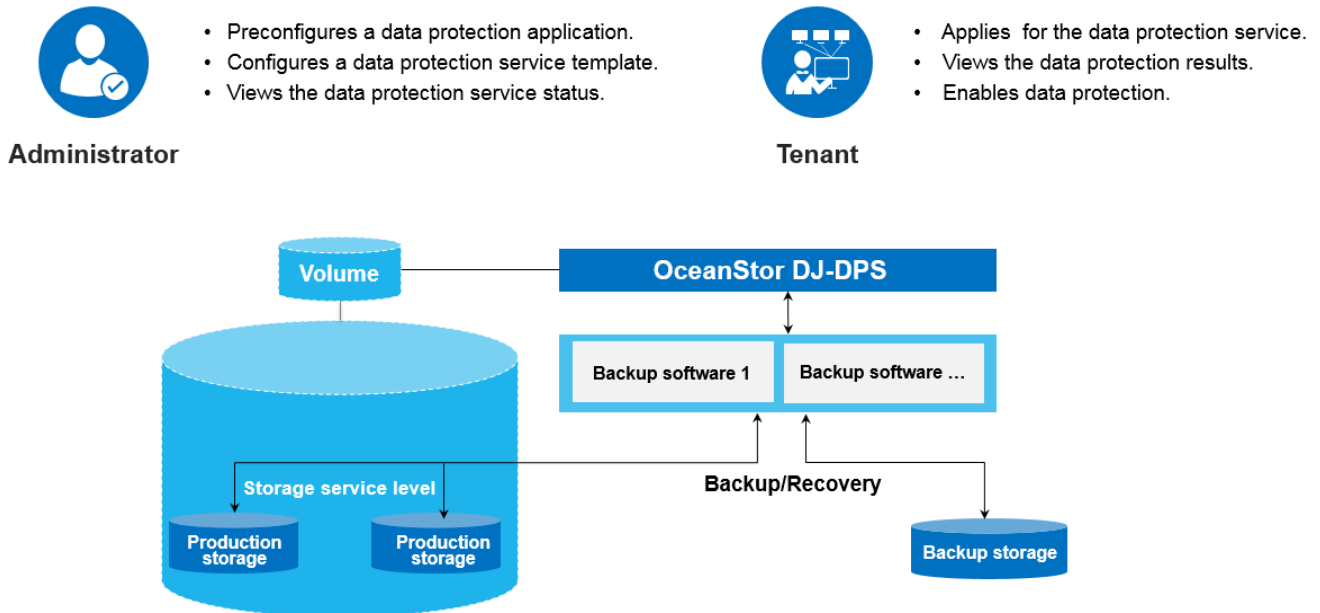 • Preconfigures a data protection application.
• Configures a data protection service template.
• Views the data protection service status.
Administrator
• Applies for the data protection service.
• Views the data protection results.
• Enables data protection.
Tenant
Volume
OceanStor DJ-DPS
Backup software 1
Backup software ...
Storage service level
Backup/Recovery
Production
storage
Production
storage
Backup storage